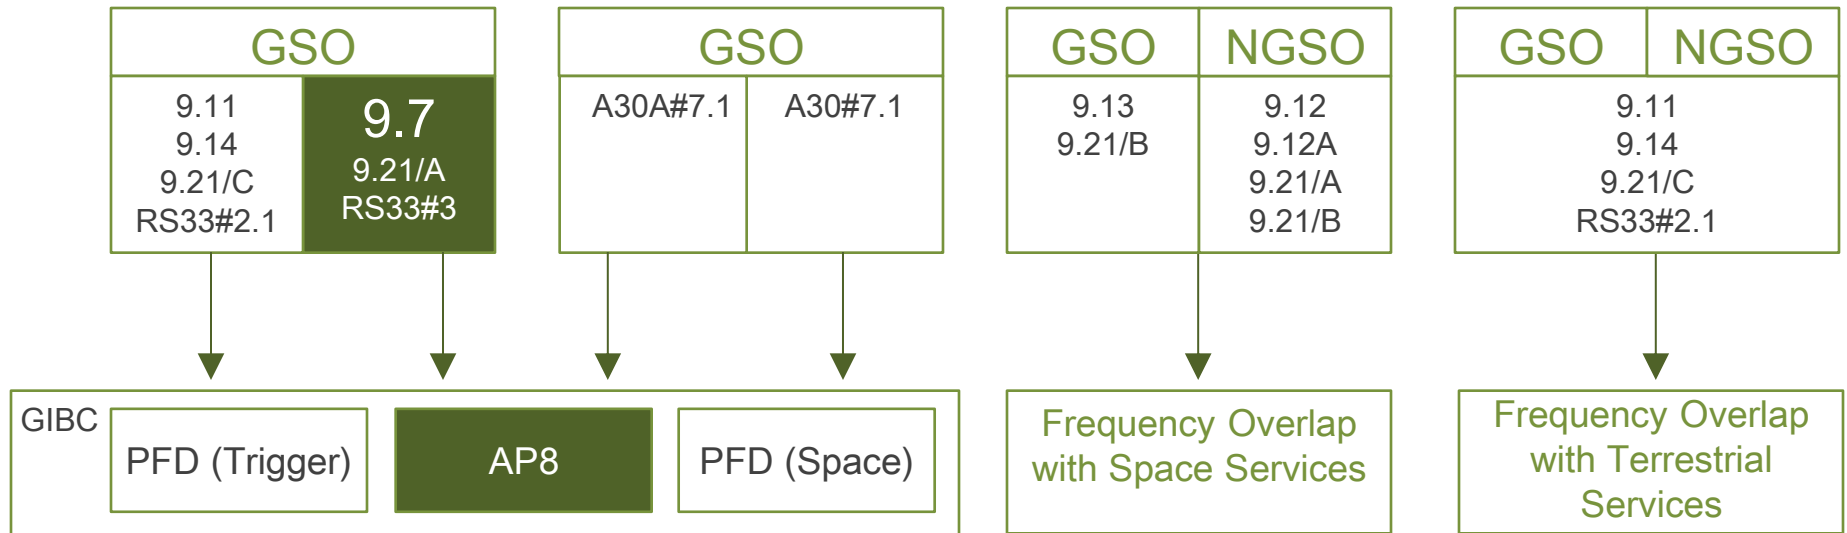 GSO
9.11
9.14
9.21/C
RS33#2.1
9.7
9.21/A
RS33#3
GSO
A30A#7.1
A30#7.1
GSO
NGSO
9.13
9.21/B
9.12
9.12A
9.21/A
9.21/B
GSO
NGSO
9.11
9.14
9.21/C
RS33#2.1
GIBC
PFD (Trigger)
AP8
PFD (Space)
Frequency Overlap
with Space Services
Frequency Overlap
with Terrestrial
Services